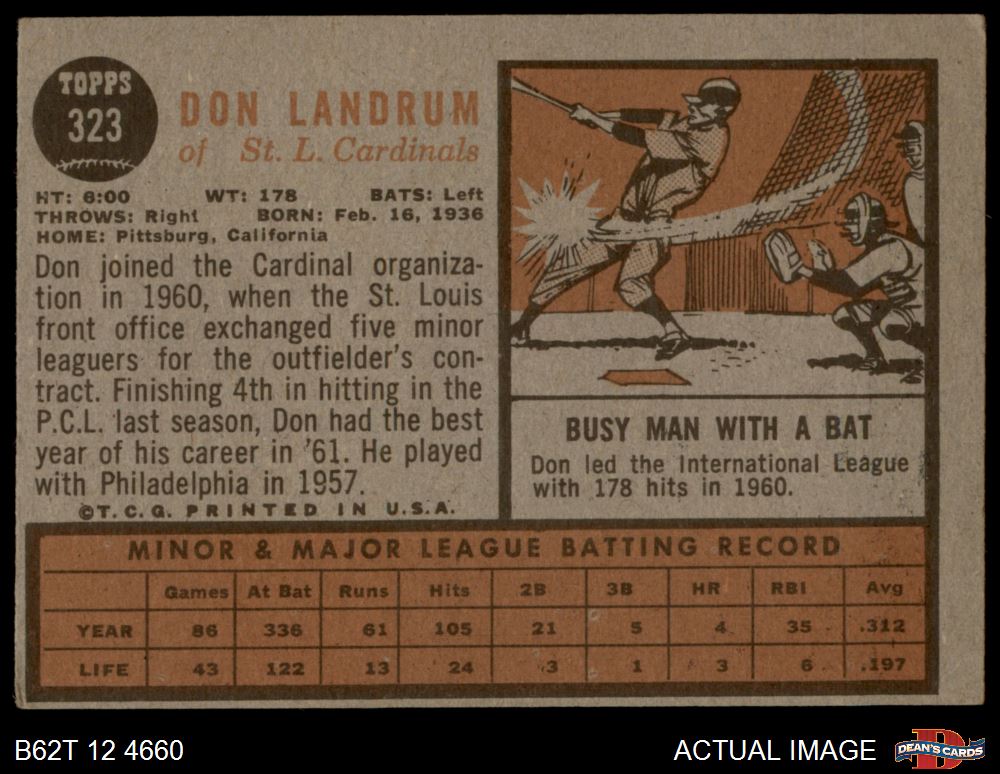 TOPPS
323
DON LANDRUM
of St. L. Cardinals
HT: 6:00 WT: 178 BATS: Left
THROWS: Right BORN: Feb. 16, 1936
HOME: Pittsburg, California
Don joined the Cardinal organiza-
tion in 1960, when the St. Louis
front office exchanged five minor
leaguers for the outfielder's con-
tract. Finishing 4th in hitting in the
P.C.L. last season, Don had the best
year of his career in '61. He played
with Philadelphia in 1957.
©T.C.G. PRINTED IN U.S.A.
BUSY MAN WITH A BAT
Don led the International League
with 178 hits in 1960.
MINOR & MAJOR LEAGUE BATTING RECORD
Games At Bat Runs Hits 2B 3B HR RBI Avg
YEAR 86 336 61 105 21 5 4 35 .312
LIFE 43 122 13 24 3 1 3 6 .197
B62T 12 4660
ACTUAL IMAGE
DEAN'S CARDS